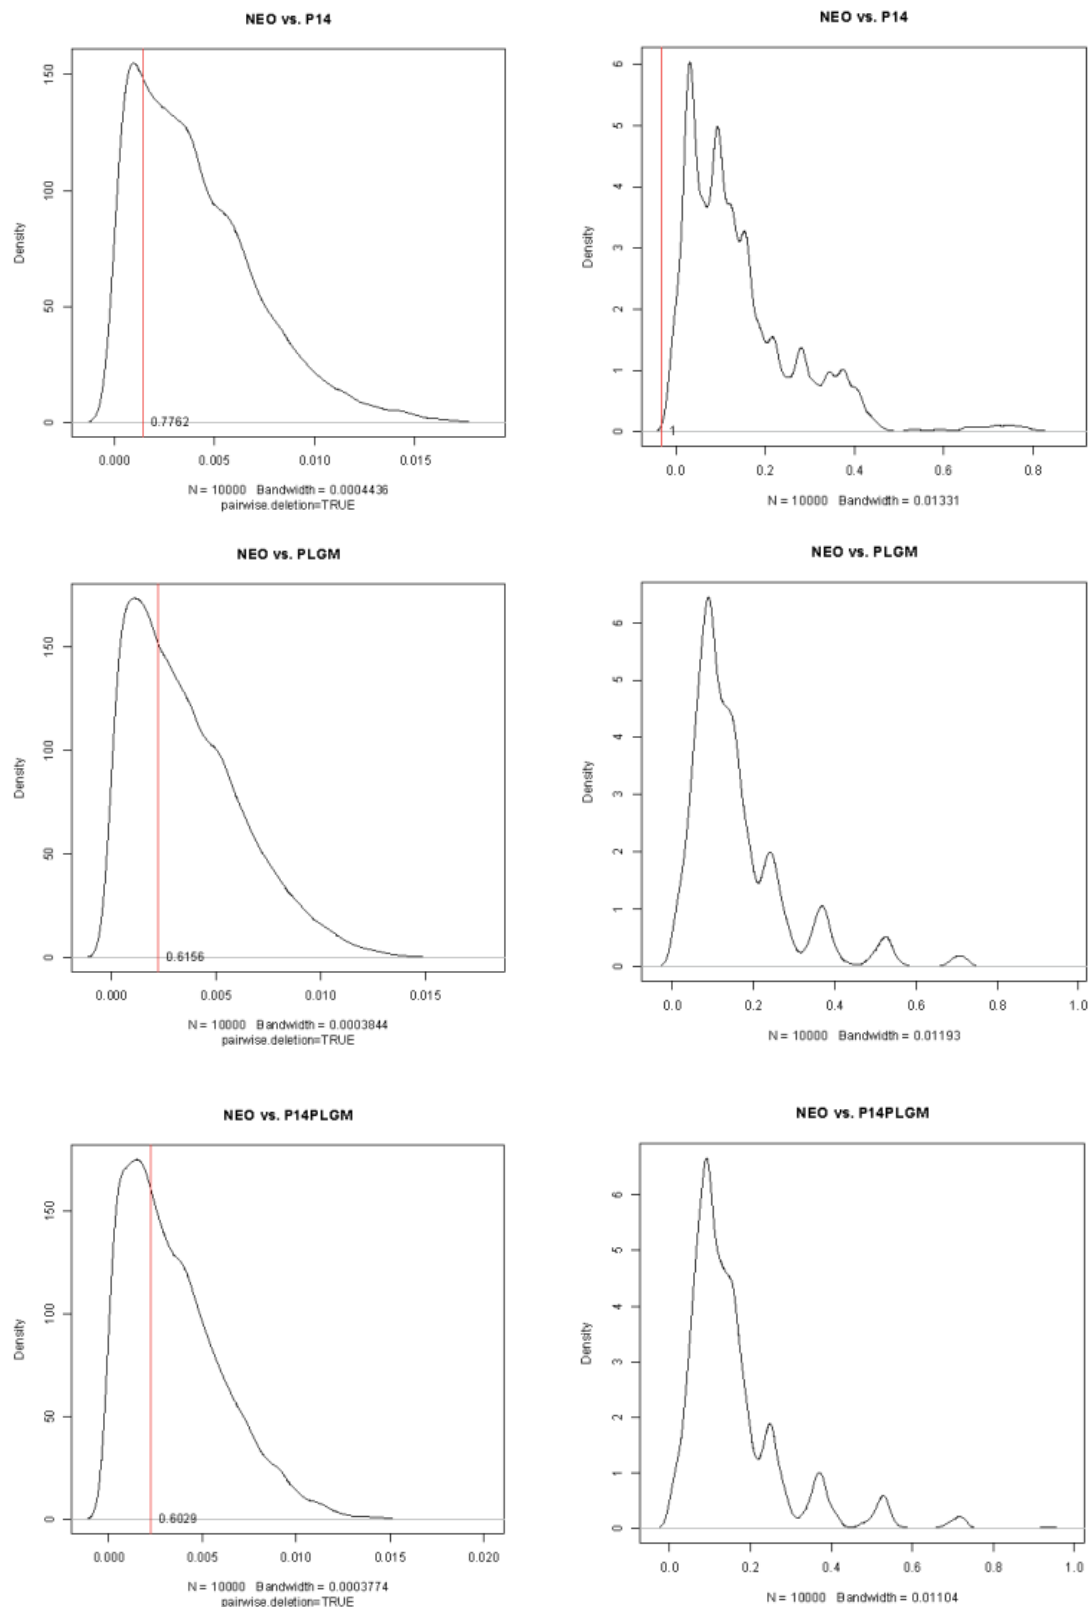 NEO vs. P14
Density
0
50
100
150
0.7762
0.000 0.005 0.010 0.015
N = 10000 Bandwidth = 0.0004436
pairwise.deletion=TRUE
NEO vs. P14
Density
0
1
2
3
4
5
6
1
0.0 0.2 0.4 0.6 0.8
N = 10000 Bandwidth = 0.01331
NEO vs. PLGM
Density
0
50
100
150
0.6156
0.000 0.005 0.010 0.015
N = 10000 Bandwidth = 0.0003844
pairwise.deletion=TRUE
NEO vs. PLGM
Density
0
1
2
3
4
5
6
0.0 0.2 0.4 0.6 0.8 1.0
N = 10000 Bandwidth = 0.01193
NEO vs. P14PLGM
Density
0
50
100
150
0.6029
0.000 0.005 0.010 0.015 0.020
N = 10000 Bandwidth = 0.0003774
pairwise.deletion=TRUE
NEO vs. P14PLGM
Density
0
1
2
3
4
5
6
0.0 0.2 0.4 0.6 0.8 1.0
N = 10000 Bandwidth = 0.01104